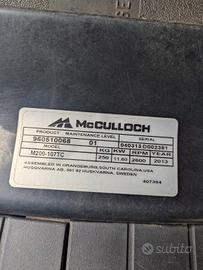 McCULLOCH
PRODUCT - MAINTENANCE LEVEL SERIAL
960510068 01 040313D002381
MODEL KG KW RPM YEAR
M200-107TC 250 11.60 2600 2013
ASSEMBLED IN ORANGEBURG, SOUTH CAROLINA, USA
HUSQVARNA AB, 561 82 HUSKVARNA, SWEDEN
407394
subito